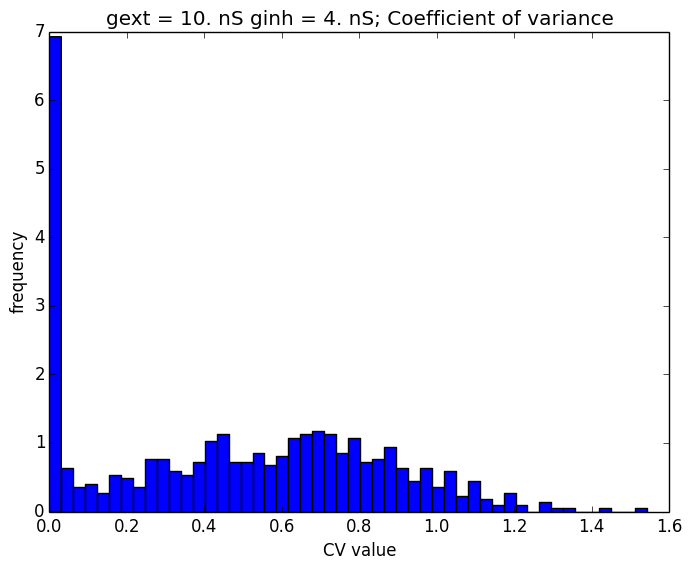 gext = 10. nS ginh = 4. nS; Coefficient of variance
7
6
5
4
3
2
1
0
frequency
0.0 0.2 0.4 0.6 0.8 1.0 1.2 1.4 1.6
CV value